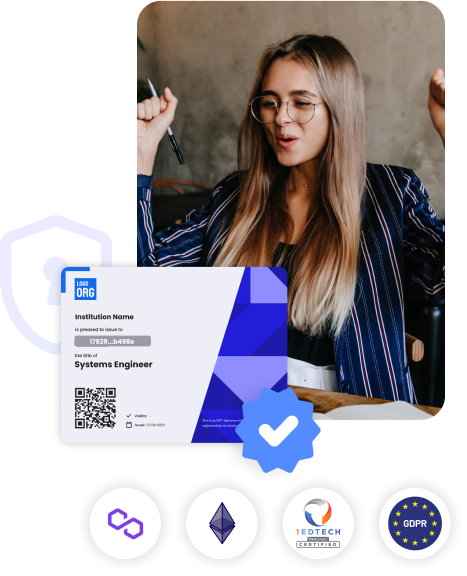 LOGO
ORG
Institution Name
is pleased to issue to
17829...b498e
the title of
Systems Engineer
Validity: 
Issued: 01/01/2023
1EDTECH
CERTIFIED
GDPR